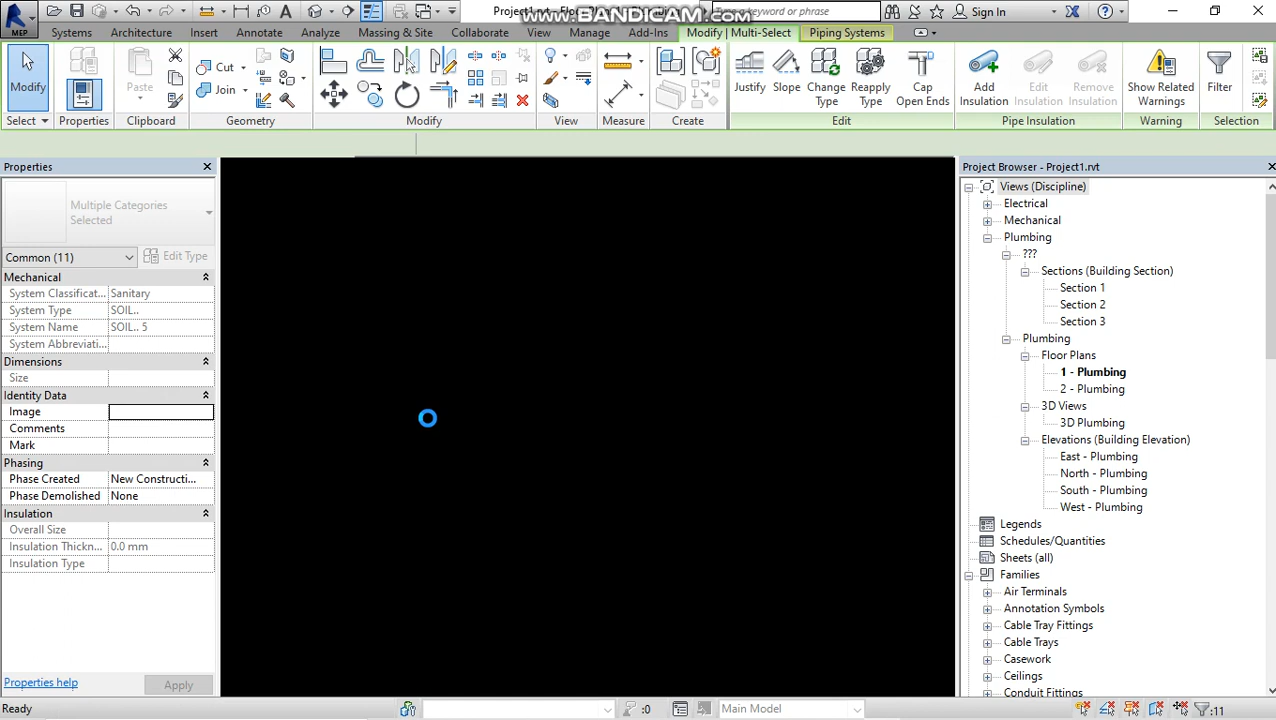 Project1.rvt - Flo
or phrase
Sign In
www.BANDICAM.com
MEP
Systems Architecture Insert Annotate Analyze Massing & Site Collaborate View Manage Add-Ins Modify | Multi-Select Piping Systems
Modify
Paste
Cut
Join
Justify Slope Change Type Reapply Type Cap Open Ends
Add Insulation Edit Insulation Remove Insulation
Show Related Warnings
Filter
Select Properties Clipboard Geometry Modify View Measure Create Edit Pipe Insulation Warning Selection
Properties
Multiple Categories
Selected
Common (11)
Edit Type
Mechanical
System Classificat... Sanitary
System Type SOIL..
System Name SOIL.. 5
System Abbreviati...
Dimensions
Size
Identity Data
Image
Comments
Mark
Phasing
Phase Created New Constructi...
Phase Demolished None
Insulation
Overall Size
Insulation Thickn... 0.0 mm
Insulation Type
Properties help
Apply
Project Browser - Project1.rvt
Views (Discipline)
Electrical
Mechanical
Plumbing
???
Sections (Building Section)
Section 1
Section 2
Section 3
Plumbing
Floor Plans
1 - Plumbing
2 - Plumbing
3D Views
3D Plumbing
Elevations (Building Elevation)
East - Plumbing
North - Plumbing
South - Plumbing
West - Plumbing
Legends
Schedules/Quantities
Sheets (all)
Families
Air Terminals
Annotation Symbols
Cable Tray Fittings
Cable Trays
Casework
Ceilings
Conduit Fittings
Ready
:0
Main Model
:11